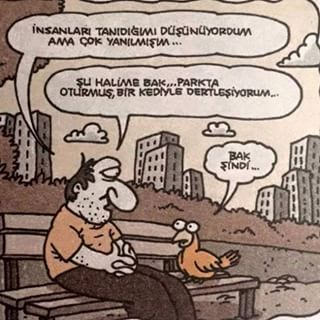 İNSANLARI TANIDIĞIMI DÜŞÜNÜYORDUM
AMA ÇOK YANILMIŞIM...
ŞU HALİME BAK... PARKTA
OTURMUŞ, BİR KEDİYLE DERTLEŞİYORUM...
BAK
ŞİNDİ...